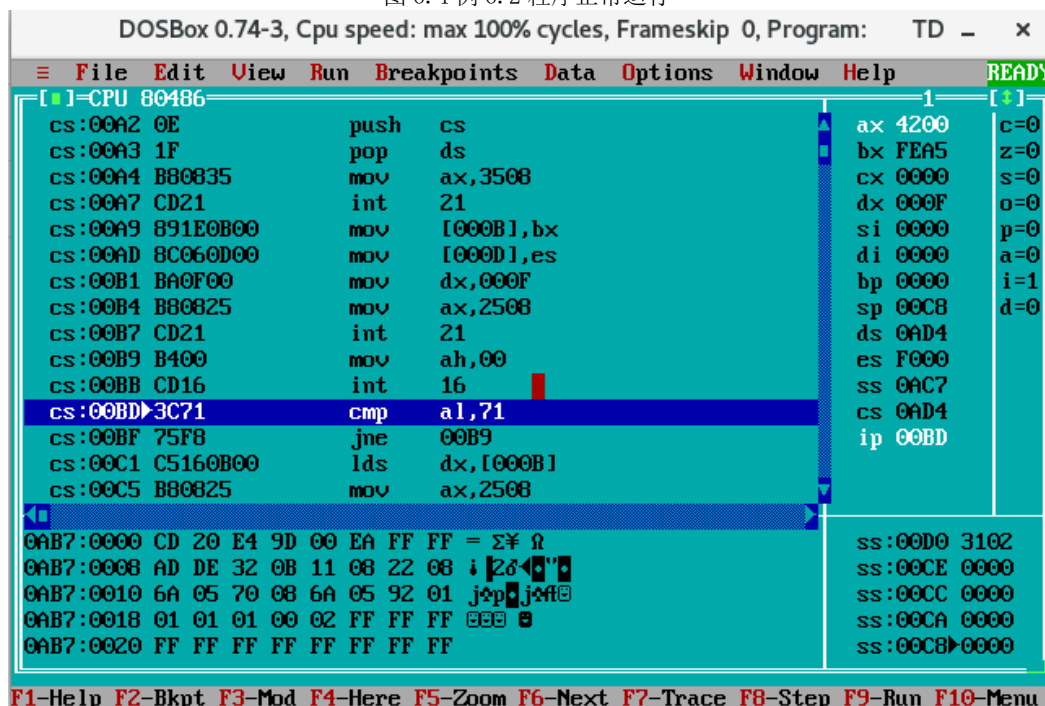 DOSBox 0.74-3, Cpu speed: max 100% cycles, Frameskip 0, Program: TD – ×
≡ File Edit View Run Breakpoints Data Options Window Help READY
[■]=CPU 80486 1 [↕]
cs:00A2 0E push cs
cs:00A3 1F pop ds
cs:00A4 B80835 mov ax,3508
cs:00A7 CD21 int 21
cs:00A9 891E0B00 mov [000B],bx
cs:00AD 8C060D00 mov [000D],es
cs:00B1 BA0F00 mov dx,000F
cs:00B4 B80825 mov ax,2508
cs:00B7 CD21 int 21
cs:00B9 B400 mov ah,00
cs:00BB CD16 int 16
cs:00BD►3C71 cmp al,71
cs:00BF 75F8 jne 00B9
cs:00C1 C5160B00 lds dx,[000B]
cs:00C5 B80825 mov ax,2508
ax 4200 c=0
bx FEA5 z=0
cx 0000 s=0
dx 000F o=0
si 0000 p=0
di 0000 a=0
bp 0000 i=1
sp 00C8 d=0
ds 0AD4
es F000
ss 0AC7
cs 0AD4
ip 00BD
0AB7:0000 CD 20 E4 9D 00 EA FF FF = Σ¥ Ω
0AB7:0008 AD DE 32 0B 11 08 22 08
0AB7:0010 6A 05 70 08 6A 05 92 01
0AB7:0018 01 01 01 00 02 FF FF FF
0AB7:0020 FF FF FF FF FF FF FF FF
ss:00D0 3102
ss:00CE 0000
ss:00CC 0000
ss:00CA 0000
ss:00C8►0000
F1-Help F2-Bkpt F3-Mod F4-Here F5-Zoom F6-Next F7-Trace F8-Step F9-Run F10-Menu